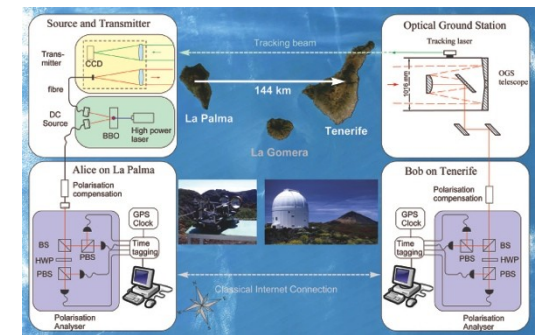 Source and Transmitter
Trans-
mitter
CCD
fibre
DC
Source
BBO
High power
laser
Tracking beam
144 km
La Palma
La Gomera
Tenerife
Optical Ground Station
Tracking laser
OGS
telescope
Alice on La Palma
Polarisation
compensation
GPS
Clock
Time
tagging
BS
HWP
PBS
PBS
Polarisation
Analyser
Classical Internet Connection
Bob on Tenerife
Polarisation
compensation
GPS
Clock
Time
tagging
BS
HWP
PBS
PBS
Polarisation
Analyser